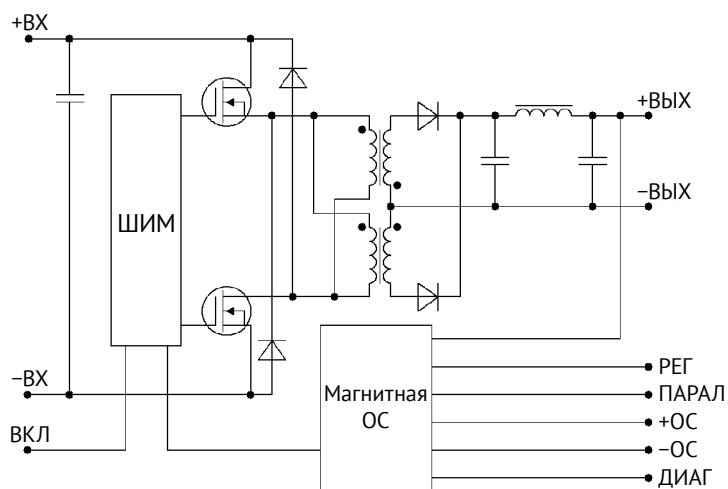 +ВХ
+ВЫХ
−ВЫХ
ШИМ
−ВХ
ВКЛ
Магнитная
ОС
РЕГ
ПАРАЛ
+ОС
−ОС
ДИАГ